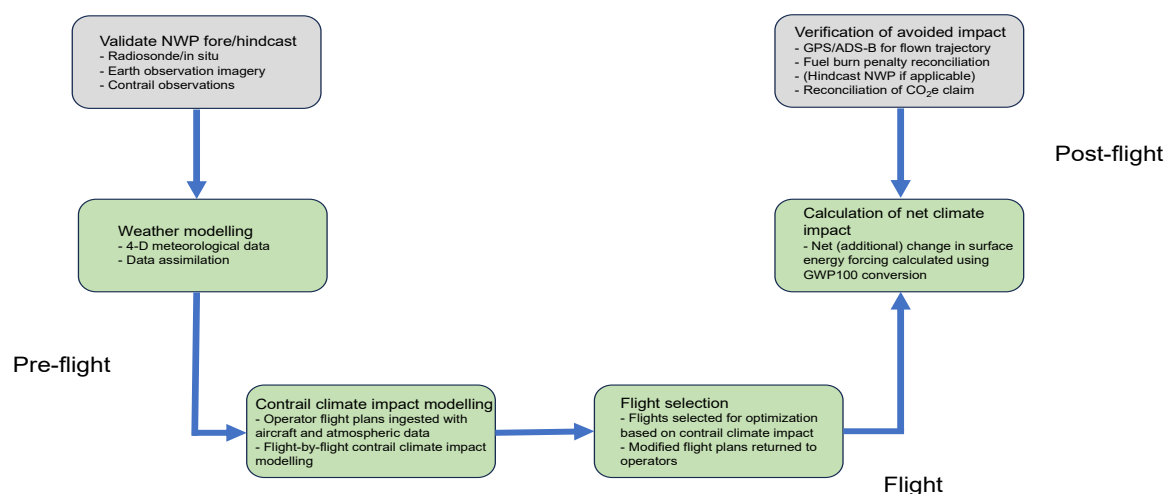 Validate NWP fore/hindcast
- Radiosonde/in situ
- Earth observation imagery
- Contrail observations
Verification of avoided impact
- GPS/ADS-B for flown trajectory
- Fuel burn penalty reconciliation
- (Hindcast NWP if applicable)
- Reconciliation of CO₂e claim
Post-flight
Weather modelling
- 4-D meteorological data
- Data assimilation
Calculation of net climate
impact
- Net (additional) change in surface
energy forcing calculated using
GWP100 conversion
Pre-flight
Contrail climate impact modelling
- Operator flight plans ingested with
aircraft and atmospheric data
- Flight-by-flight contrail climate impact
modelling
Flight selection
- Flights selected for optimization
based on contrail climate impact
- Modified flight plans returned to
operators
Flight